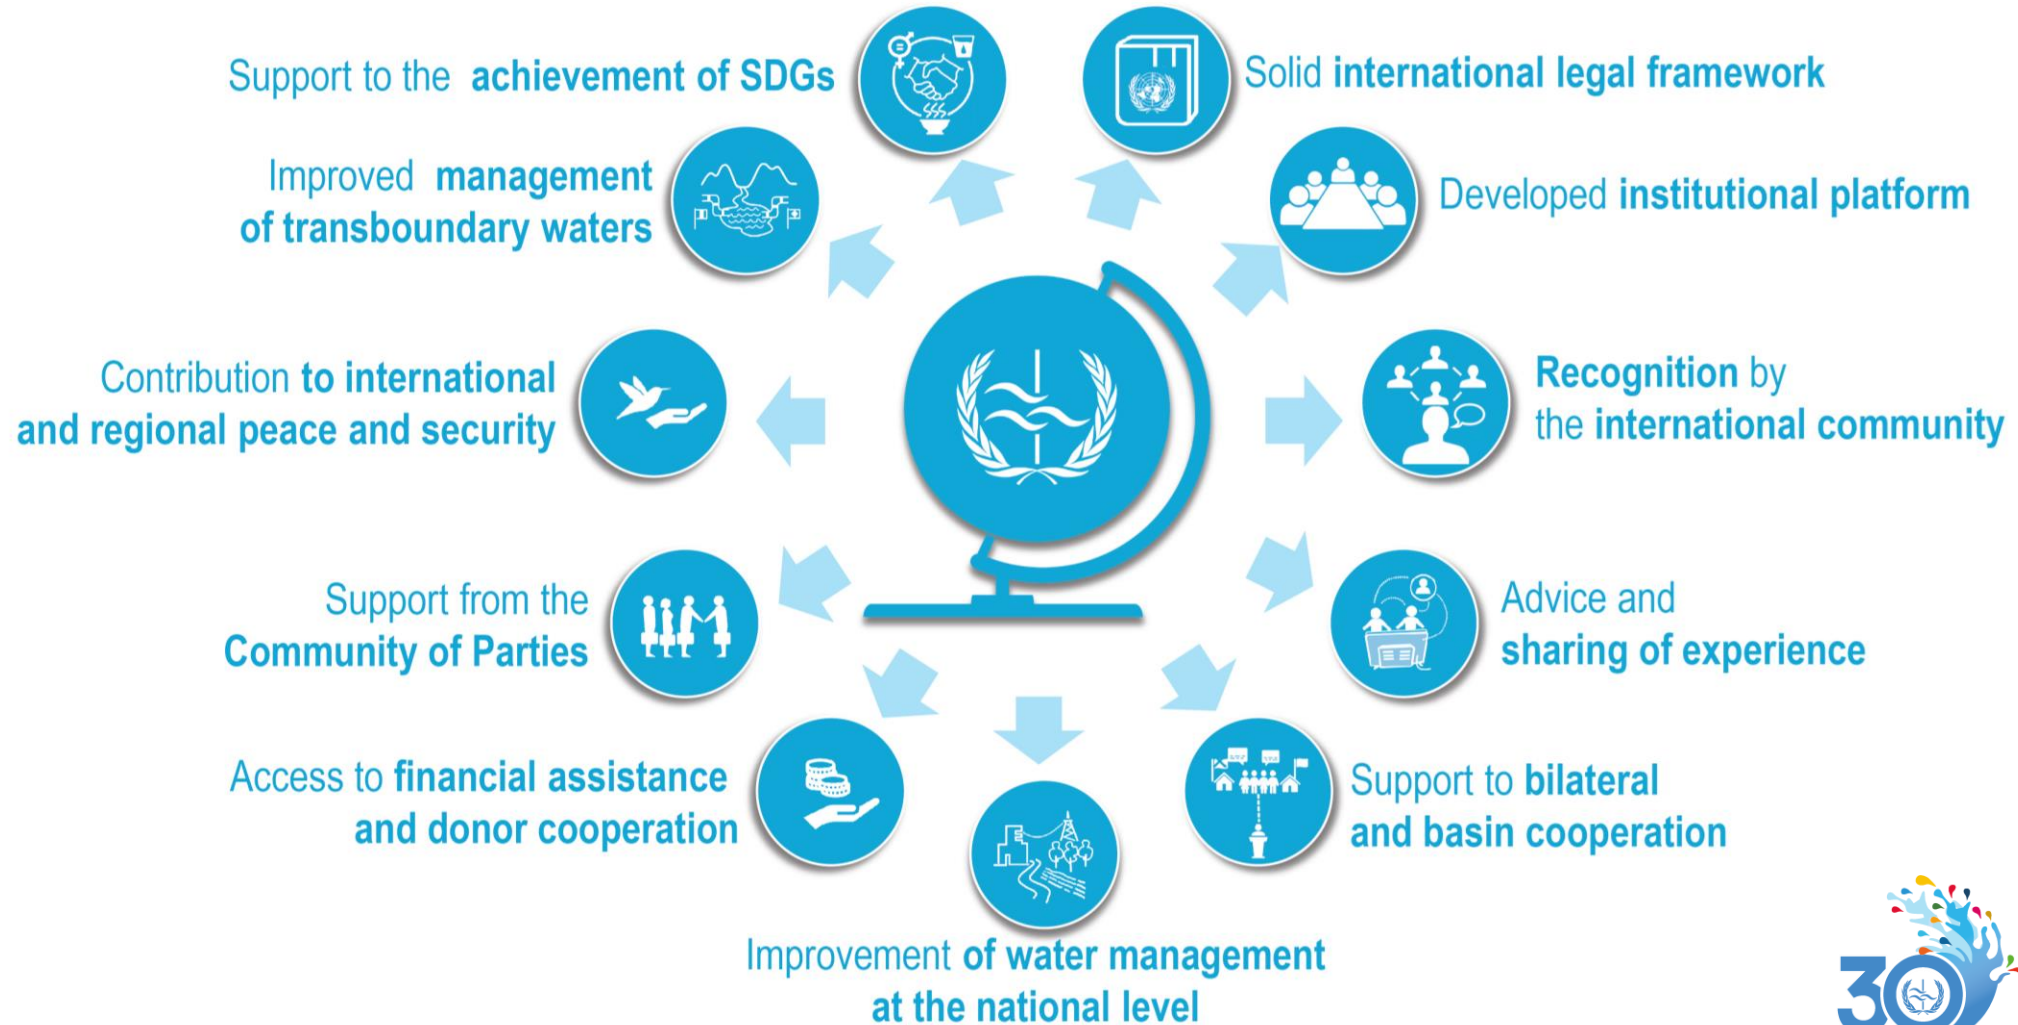 Support to the achievement of SDGs
Solid international legal framework
Improved management
of transboundary waters
Developed institutional platform
Contribution to international
and regional peace and security
Recognition by
the international community
Support from the
Community of Parties
Advice and
sharing of experience
Access to financial assistance
and donor cooperation
Support to bilateral
and basin cooperation
Improvement of water management
at the national level
30